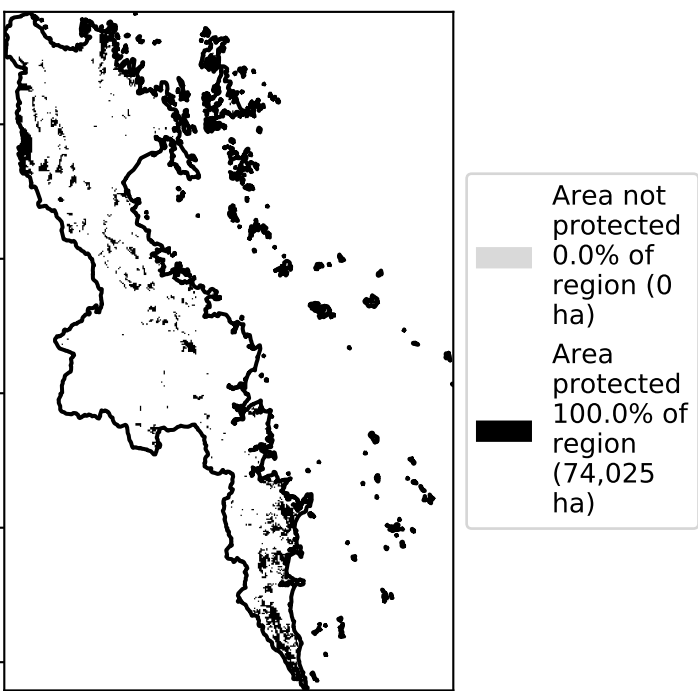 Area not
protected
0.0% of
region (0
ha)
Area
protected
100.0% of
region
(74,025
ha)